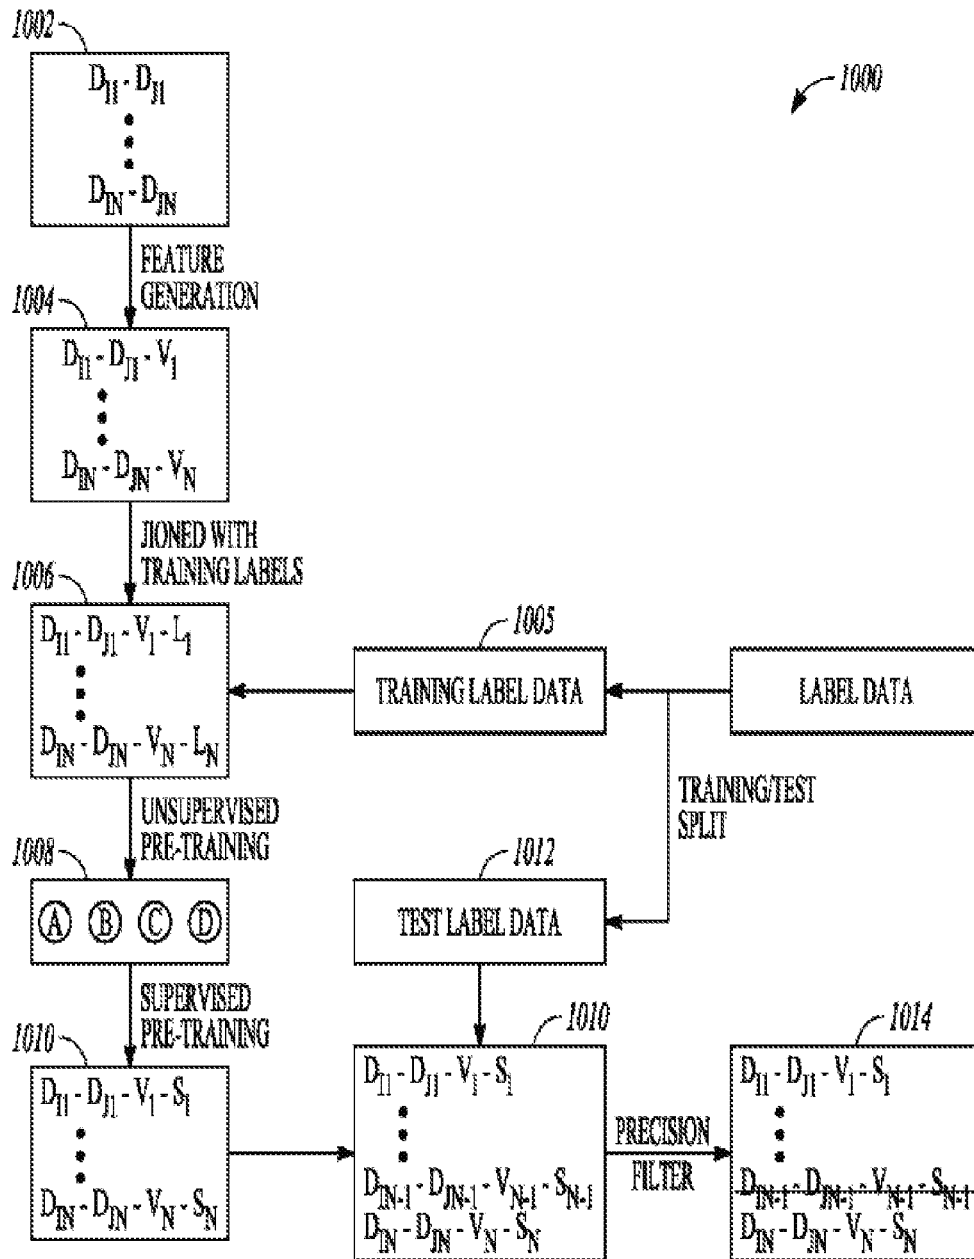 1002
1000
D_I1 - D_J1
D_IN - D_JN
FEATURE
GENERATION
1004
D_I1 - D_J1 - V_1
D_IN - D_JN - V_N
JIONED WITH
TRAINING LABELS
1006
D_I1 - D_J1 - V_1 - L_1
D_IN - D_JN - V_N - L_N
1005
TRAINING LABEL DATA
LABEL DATA
TRAINING/TEST
SPLIT
UNSUPERVISED
PRE-TRAINING
1008
A B C D
1012
TEST LABEL DATA
SUPERVISED
PRE-TRAINING
1010
D_I1 - D_J1 - V_1 - S_1
D_IN - D_JN - V_N - S_N
1010
D_I1 - D_J1 - V_1 - S_1
D_IN-1 - D_JN-1 - V_N-1 - S_N-1
D_IN - D_JN - V_N - S_N
PRECISION
FILTER
1014
D_I1 - D_J1 - V_1 - S_1
D_IN-1 - D_JN-1 - V_N-1 - S_N-1
D_IN - D_JN - V_N - S_N